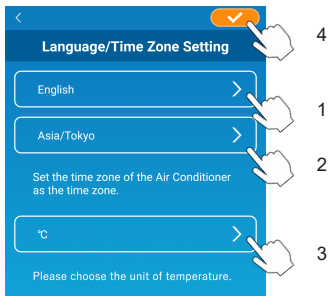 4
Language/Time Zone Setting
English
1
Asia/Tokyo
2
Set the time zone of the Air Conditioner
as the time zone.
℃
3
Please choose the unit of temperature.